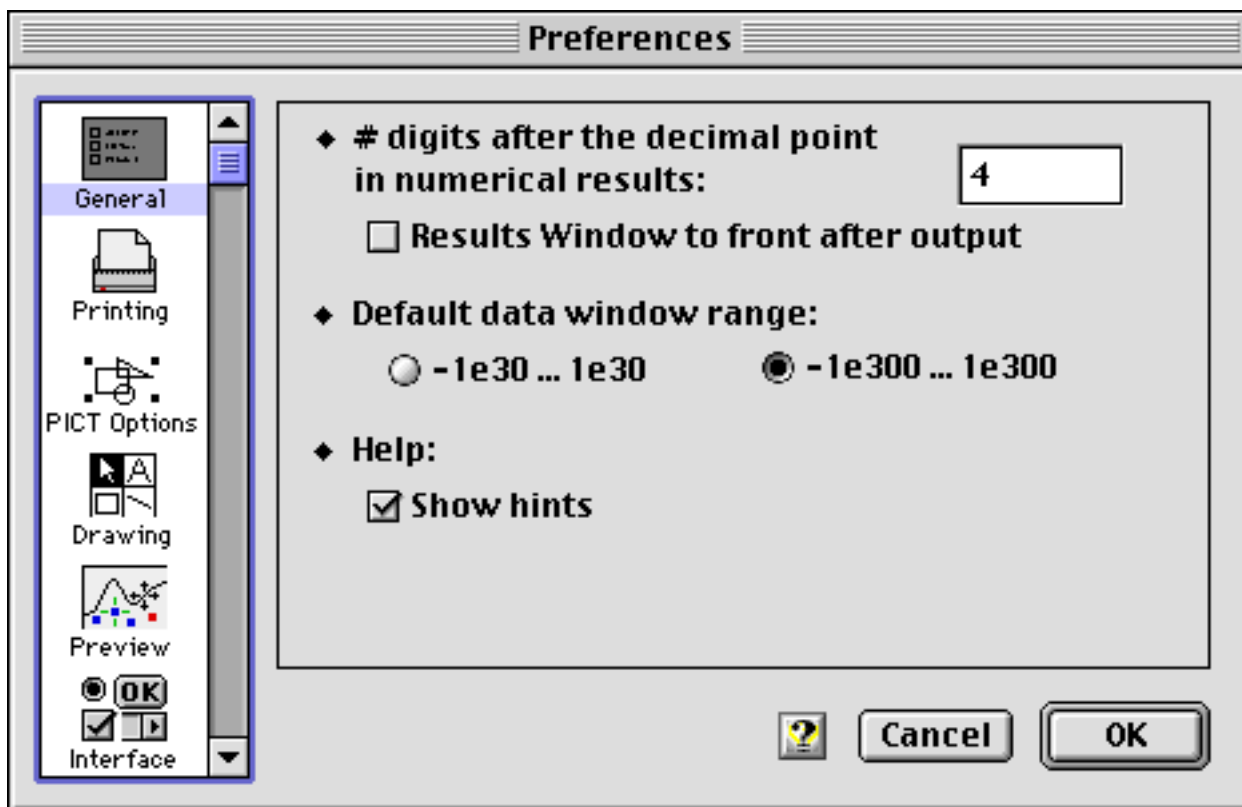 Preferences
General
Printing
PICT Options
Drawing
Preview
OK
Interface
# digits after the decimal point
in numerical results:
4
Results Window to front after output
Default data window range:
-1e30 ... 1e30
-1e300 ... 1e300
Help:
Show hints
?
Cancel
OK